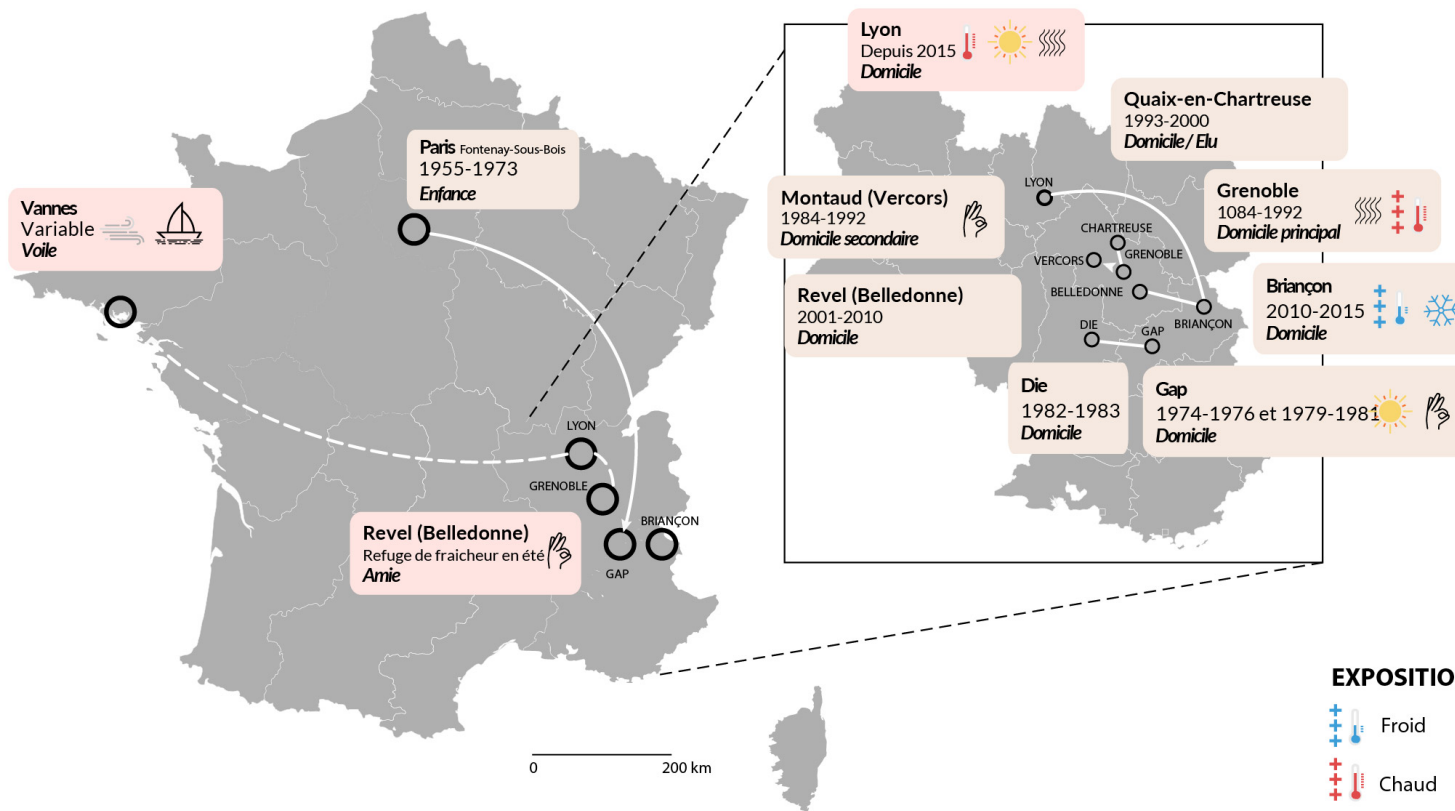 Lyon
Depuis 2015
Domicile
Quaix-en-Chartreuse
1993-2000
Domicile / Elu
Paris Fontenay-Sous-Bois
1955-1973
Enfance
Vannes
Variable
Voile
Montaud (Vercors)
1984-1992
Domicile secondaire
Grenoble
1084-1992
Domicile principal
LYON
CHARTREUSE
VERCORS
GRENOBLE
BELLEDONNE
BRIANÇON
DIE
GAP
Revel (Belledonne)
2001-2010
Domicile
Briançon
2010-2015
Domicile
Die
1982-1983
Domicile
Gap
1974-1976 et 1979-1981
Domicile
LYON
GRENOBLE
BRIANÇON
GAP
Revel (Belledonne)
Refuge de fraicheur en été
Amie
0
200 km
EXPOSITIO
Froid
Chaud